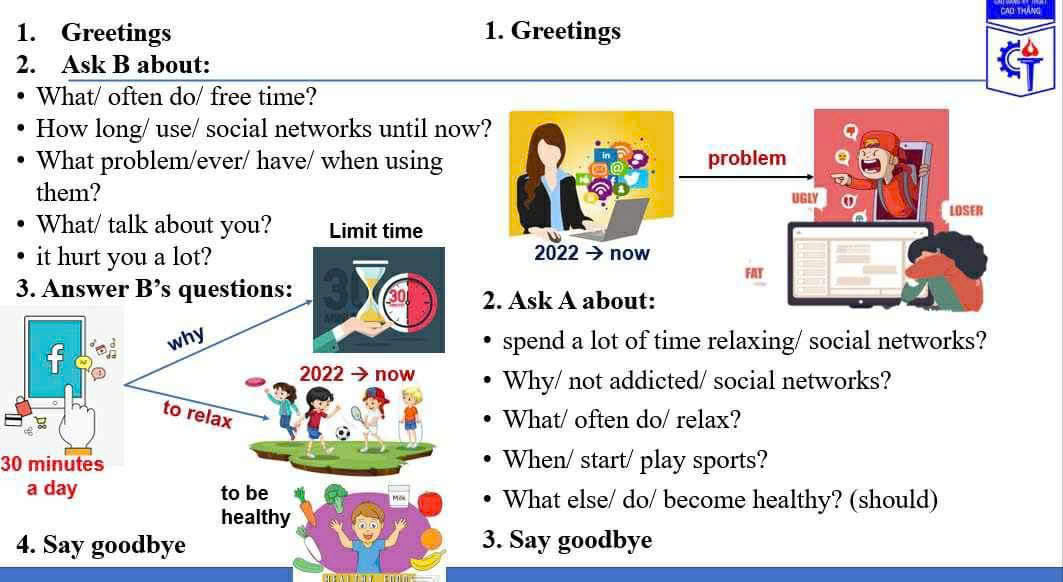 1. Greetings
2. Ask B about:
• What/ often do/ free time?
• How long/ use/ social networks until now?
• What problem/ever/ have/ when using
them?
• What/ talk about you?
• it hurt you a lot?
3. Answer B’s questions:
why
Limit time
30
30
2022 → now
to relax
f
30 minutes
a day
to be
healthy
Milk
HEALTHY FOOD
4. Say goodbye
CAO THẮNG
1. Greetings
in
@
f
2022 → now
problem
UGLY
LOSER
FAT
2. Ask A about:
• spend a lot of time relaxing/ social networks?
• Why/ not addicted/ social networks?
• What/ often do/ relax?
• When/ start/ play sports?
• What else/ do/ become healthy? (should)
3. Say goodbye